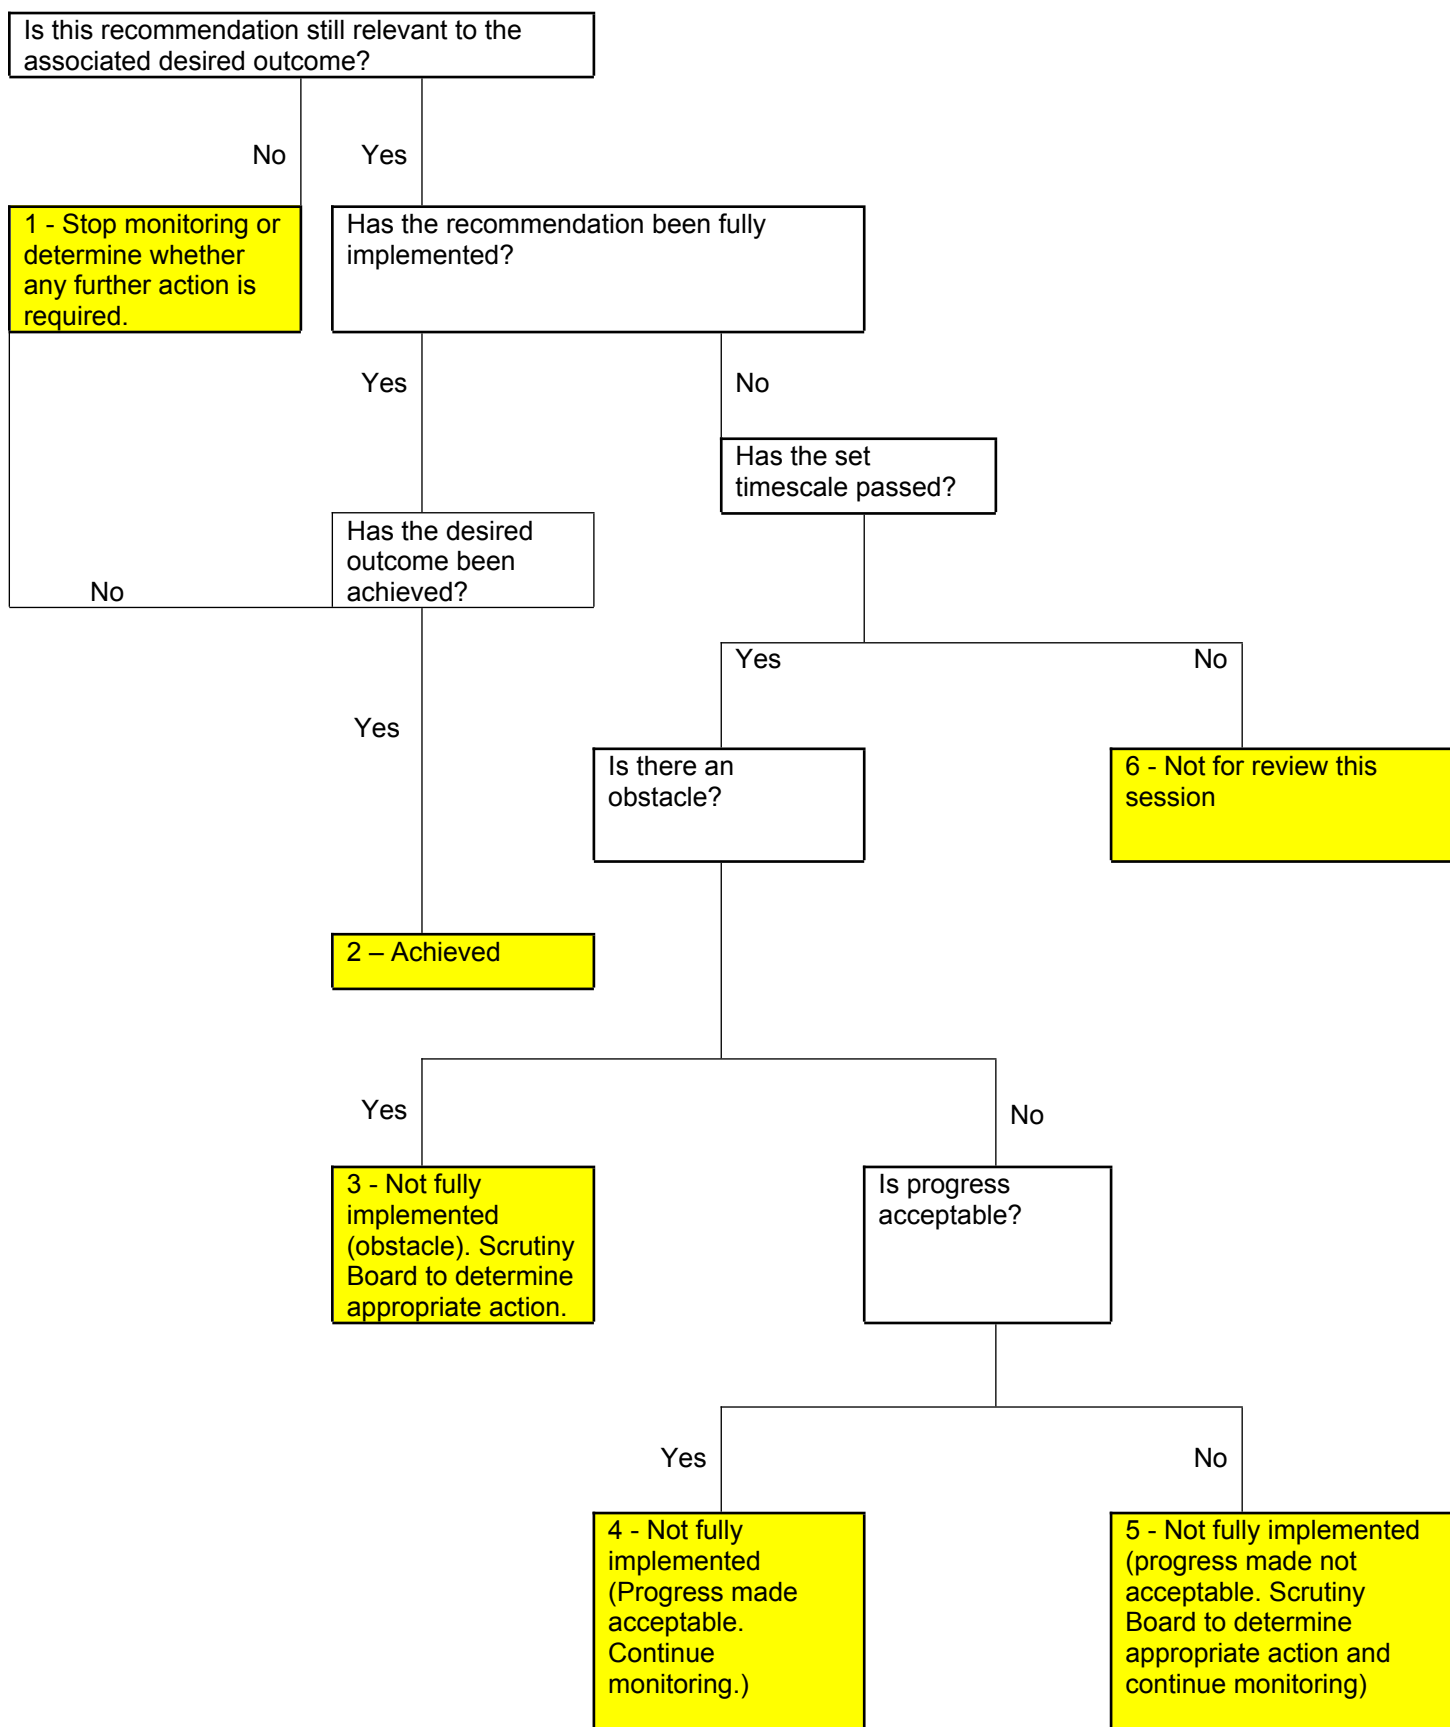 Is this recommendation still relevant to the
associated desired outcome?
No
Yes
1 - Stop monitoring or
determine whether
any further action is
required.
Has the recommendation been fully
implemented?
Yes
No
Has the set
timescale passed?
Has the desired
outcome been
achieved?
No
Yes
No
Yes
Is there an
obstacle?
6 - Not for review this
session
2 – Achieved
Yes
No
3 - Not fully
implemented
(obstacle). Scrutiny
Board to determine
appropriate action.
Is progress
acceptable?
Yes
No
4 - Not fully
implemented
(Progress made
acceptable.
Continue
monitoring.)
5 - Not fully implemented
(progress made not
acceptable. Scrutiny
Board to determine
appropriate action and
continue monitoring)